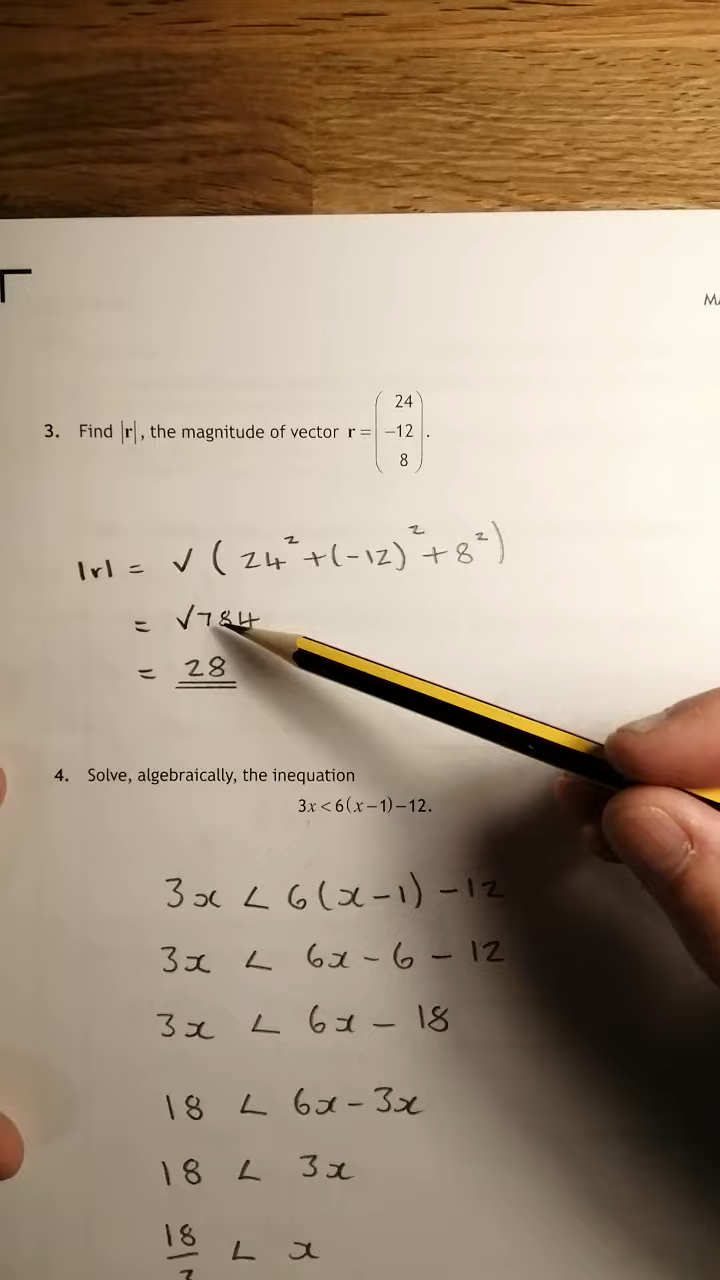 MA
3. Find |r|, the magnitude of vector r = ( 24 −12 8 ).
|r| = √(24² + (−12)² + 8²)
= √784
= 28
4. Solve, algebraically, the inequation
3x < 6(x−1)−12.
3x < 6(x−1) − 12
3x < 6x − 6 − 12
3x < 6x − 18
18 < 6x − 3x
18 < 3x
18/3 < x